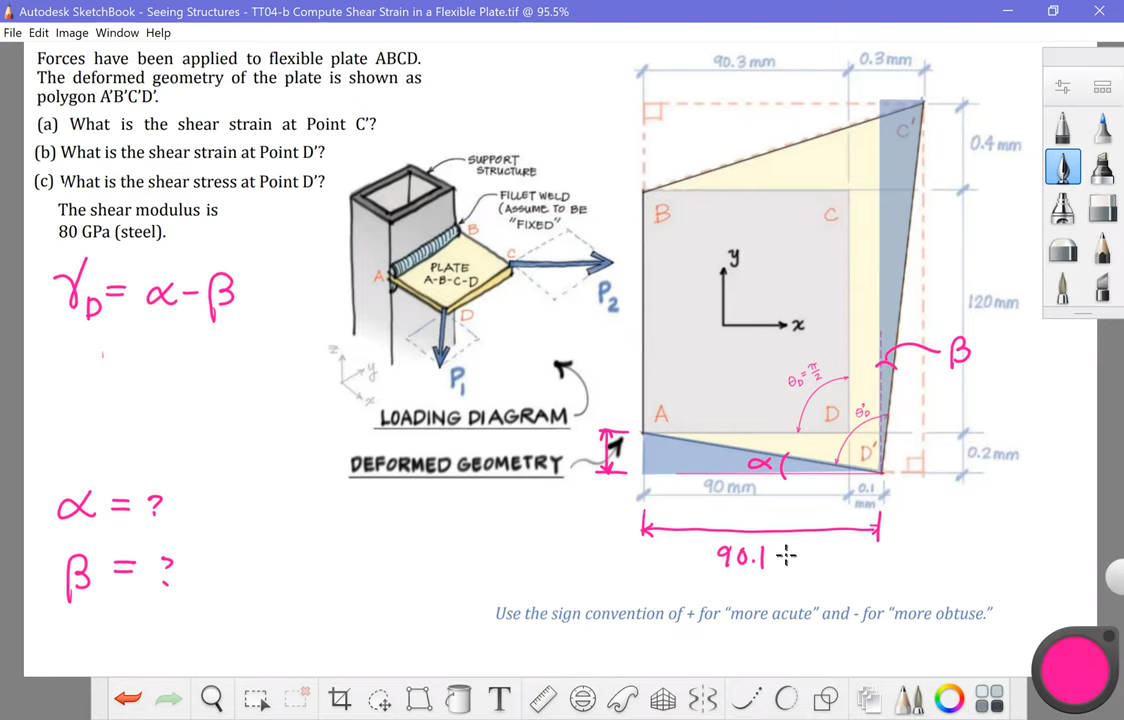 Autodesk SketchBook - Seeing Structures - TT04-b Compute Shear Strain in a Flexible Plate.tif @ 95.5%
File Edit Image Window Help
Forces have been applied to flexible plate ABCD.
The deformed geometry of the plate is shown as
polygon A'B'C'D'.
(a) What is the shear strain at Point C'?
(b) What is the shear strain at Point D'?
(c) What is the shear stress at Point D'?
The shear modulus is
80 GPa (steel).
γD = α - β
α = ?
β = ?
SUPPORT
STRUCTURE
FILLET WELD
(ASSUME TO BE
"FIXED")
B
C
A
PLATE
A-B-C-D
D
P2
P1
z
y
x
LOADING DIAGRAM
DEFORMED GEOMETRY
90.3 mm
0.3 mm
C'
0.4 mm
B
C
y
x
120 mm
β
θD = π/2
A
D
θ'D
D'
α
0.2 mm
90 mm
0.1
mm
90.1
Use the sign convention of + for “more acute” and - for “more obtuse.”
T